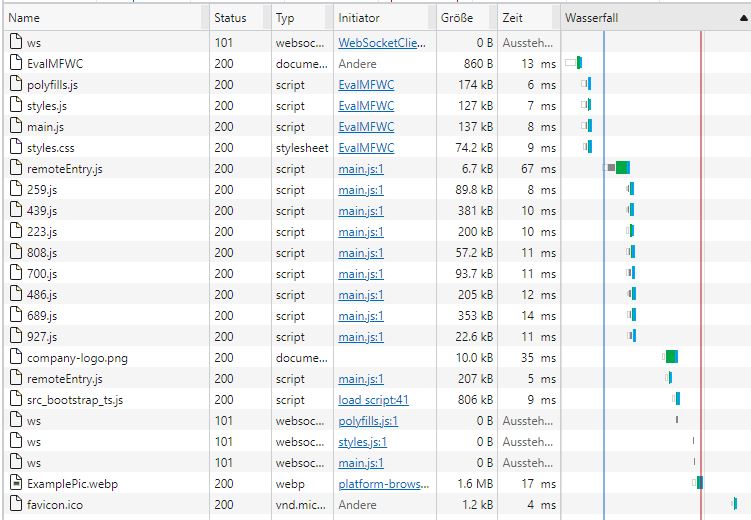 Name Status Typ Initiator Größe Zeit Wasserfall
ws 101 websoc... WebSocketClie... 0 B Aussteh...
EvalMFWC 200 docume... Andere 860 B 13 ms
polyfills.js 200 script EvalMFWC 174 kB 6 ms
styles.js 200 script EvalMFWC 127 kB 7 ms
main.js 200 script EvalMFWC 137 kB 8 ms
styles.css 200 stylesheet EvalMFWC 74.2 kB 9 ms
remoteEntry.js 200 script main.js:1 6.7 kB 67 ms
259.js 200 script main.js:1 89.8 kB 8 ms
439.js 200 script main.js:1 381 kB 10 ms
223.js 200 script main.js:1 200 kB 10 ms
808.js 200 script main.js:1 57.2 kB 11 ms
700.js 200 script main.js:1 93.7 kB 11 ms
486.js 200 script main.js:1 205 kB 12 ms
689.js 200 script main.js:1 353 kB 14 ms
927.js 200 script main.js:1 22.6 kB 11 ms
company-logo.png 200 docume... 10.0 kB 35 ms
remoteEntry.js 200 script main.js:1 207 kB 5 ms
src_bootstrap_ts.js 200 script load script:41 806 kB 9 ms
ws 101 websoc... polyfills.js:1 0 B Aussteh...
ws 101 websoc... styles.js:1 0 B Aussteh...
ws 101 websoc... main.js:1 0 B Aussteh...
ExamplePic.webp 200 webp platform-brows... 1.6 MB 17 ms
favicon.ico 200 vnd.mic... Andere 1.2 kB 4 ms